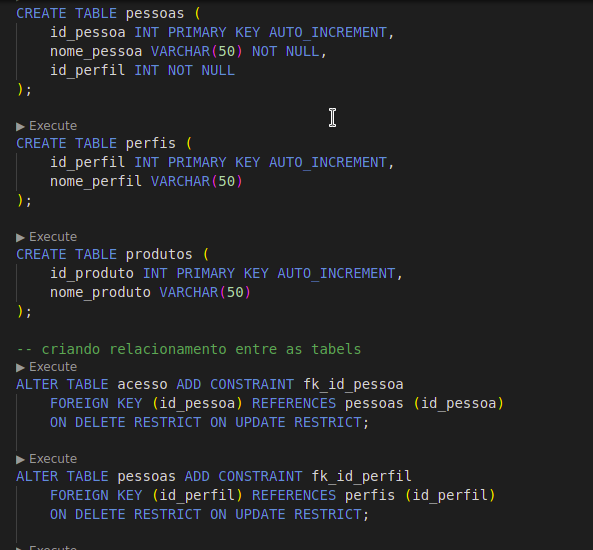 CREATE TABLE pessoas (
    id_pessoa INT PRIMARY KEY AUTO_INCREMENT,
    nome_pessoa VARCHAR(50) NOT NULL,
    id_perfil INT NOT NULL
);
▶ Execute
CREATE TABLE perfis (
    id_perfil INT PRIMARY KEY AUTO_INCREMENT,
    nome_perfil VARCHAR(50)
);
▶ Execute
CREATE TABLE produtos (
    id_produto INT PRIMARY KEY AUTO_INCREMENT,
    nome_produto VARCHAR(50)
);
-- criando relacionamento entre as tabels
▶ Execute
ALTER TABLE acesso ADD CONSTRAINT fk_id_pessoa
    FOREIGN KEY (id_pessoa) REFERENCES pessoas (id_pessoa)
    ON DELETE RESTRICT ON UPDATE RESTRICT;
▶ Execute
ALTER TABLE pessoas ADD CONSTRAINT fk_id_perfil
    FOREIGN KEY (id_perfil) REFERENCES perfis (id_perfil)
    ON DELETE RESTRICT ON UPDATE RESTRICT;
▶ Execute